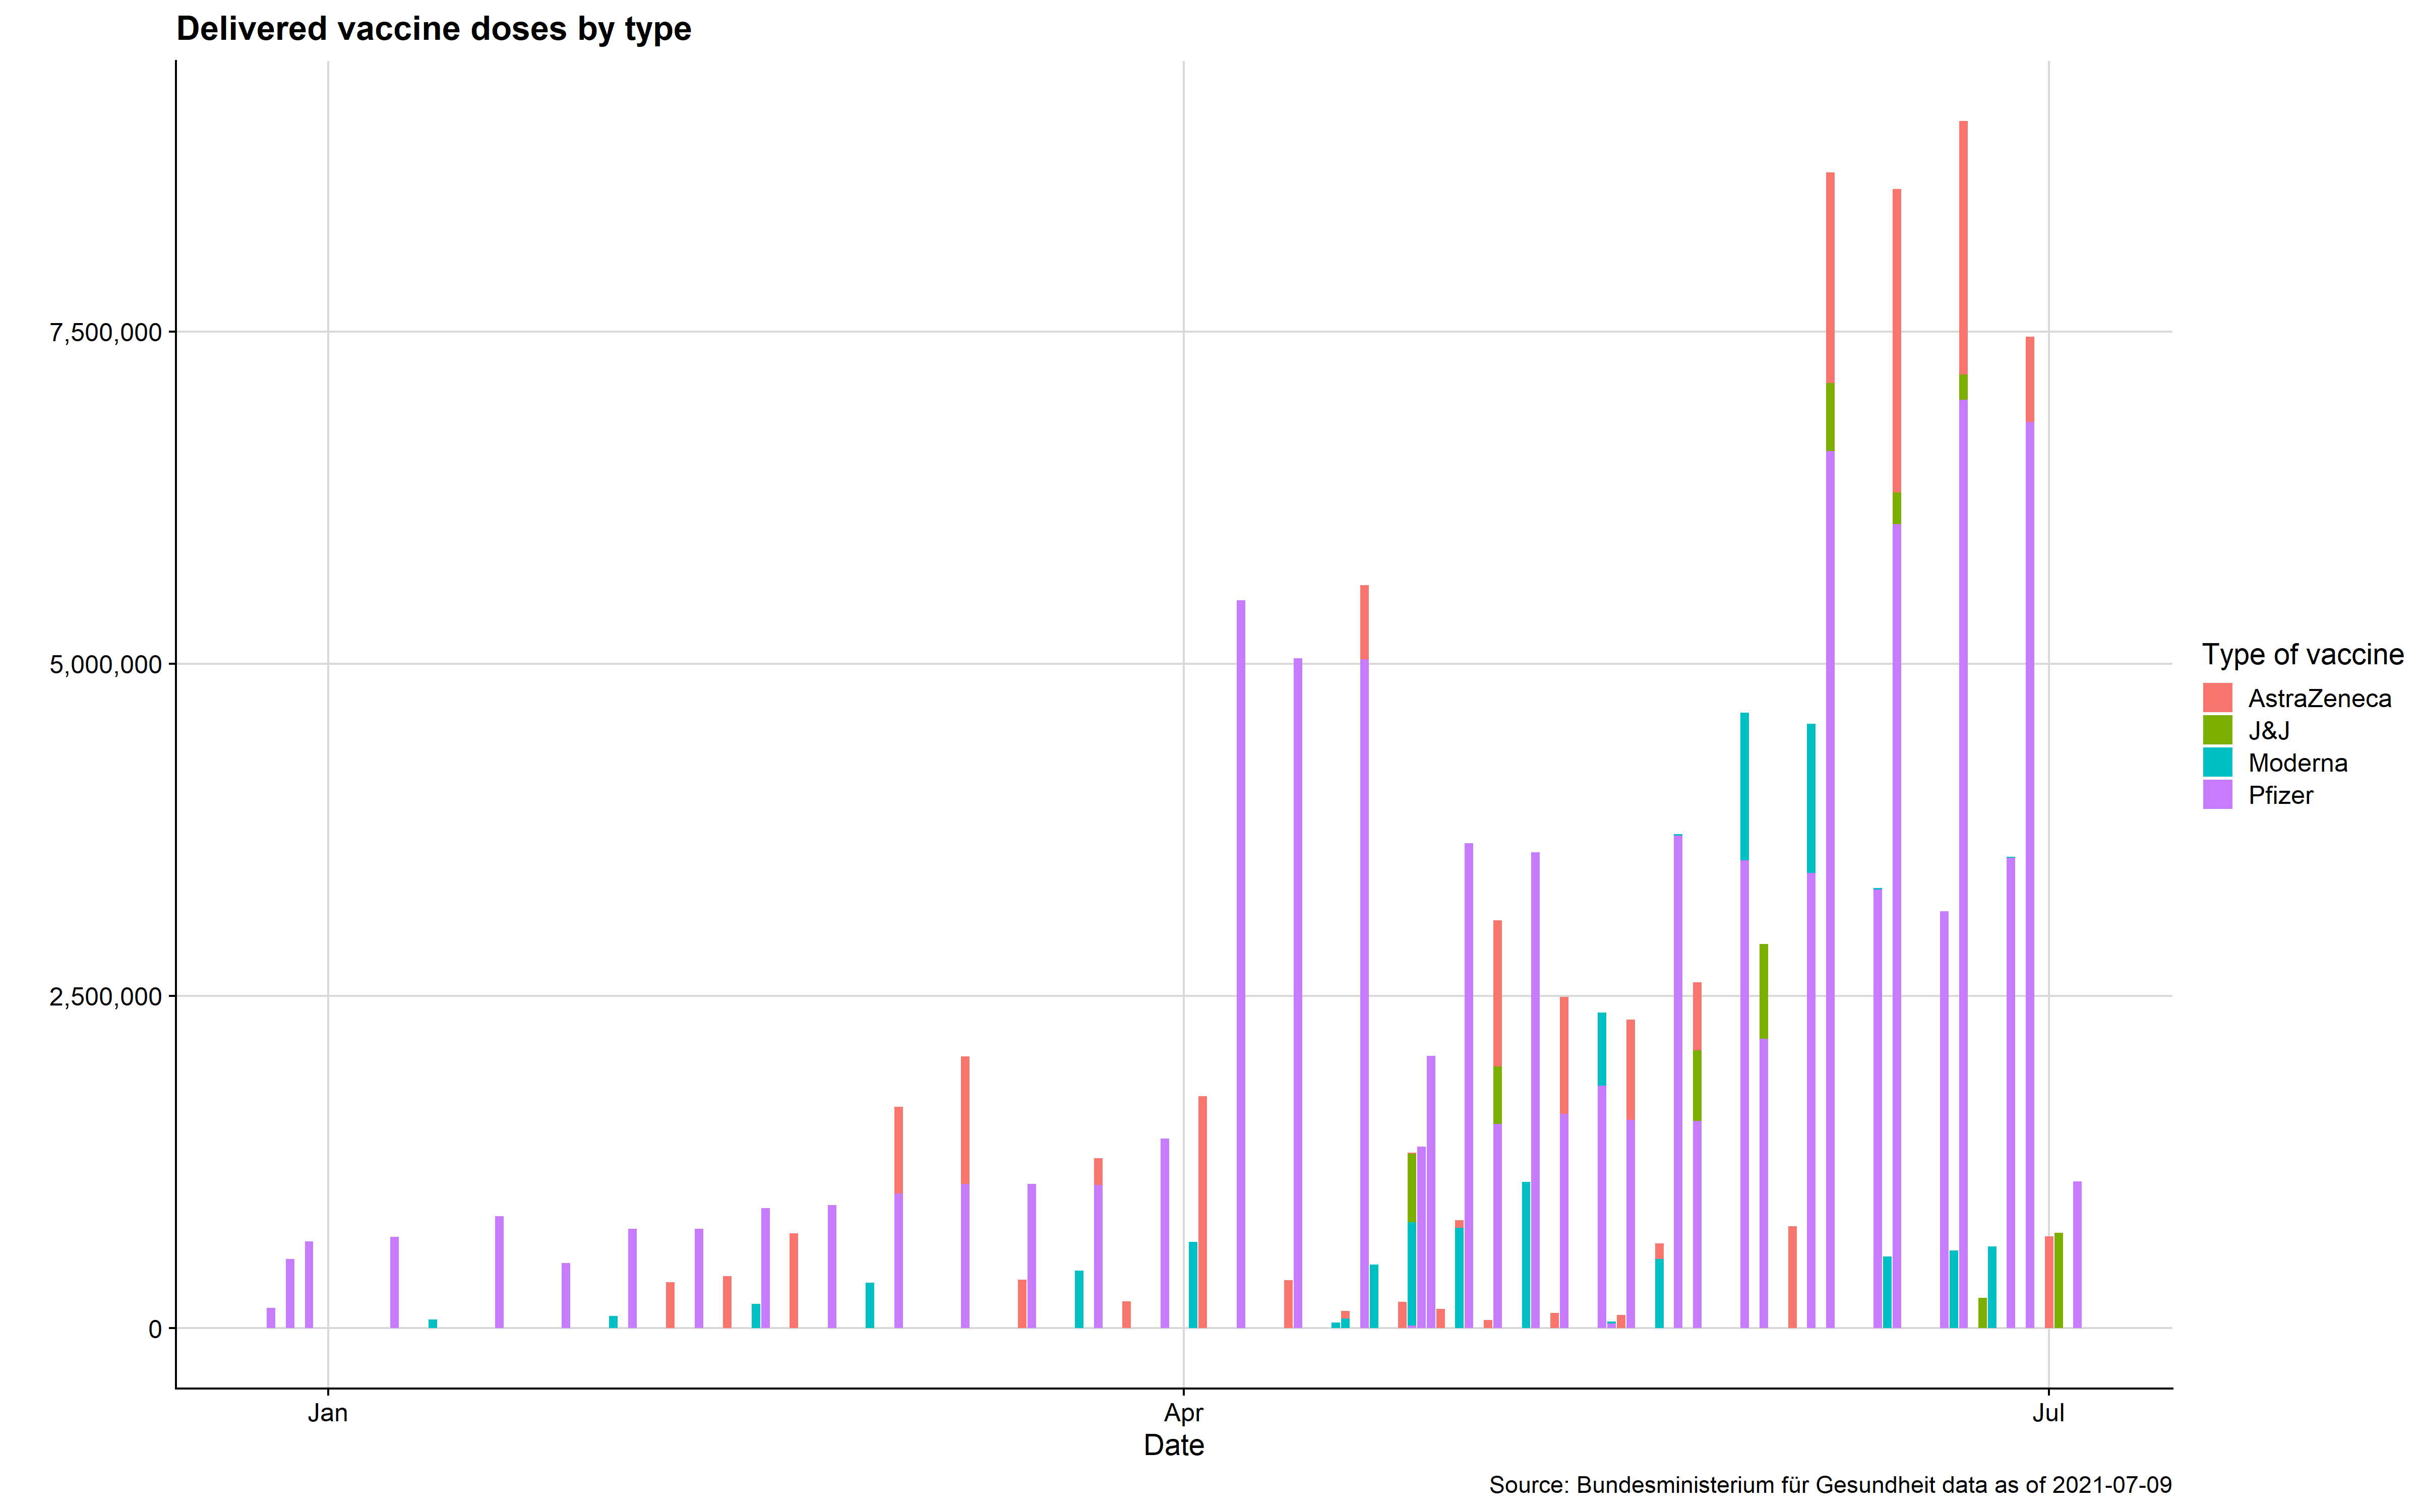 Delivered vaccine doses by type
7,500,000
5,000,000
2,500,000
0
Jan
Apr
Jul
Date
Type of vaccine
AstraZeneca
J&J
Moderna
Pfizer
Source: Bundesministerium für Gesundheit data as of 2021-07-09